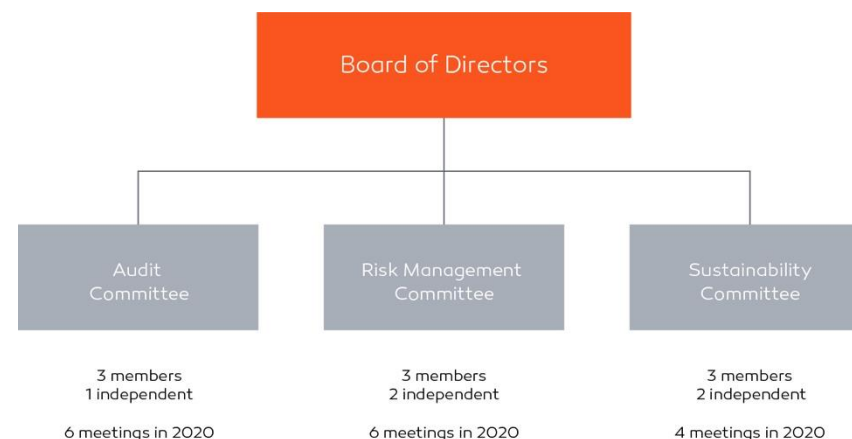 Board of Directors
Audit
Committee
Risk Management
Committee
Sustainability
Committee
3 members
1 independent
6 meetings in 2020
3 members
2 independent
6 meetings in 2020
3 members
2 independent
4 meetings in 2020